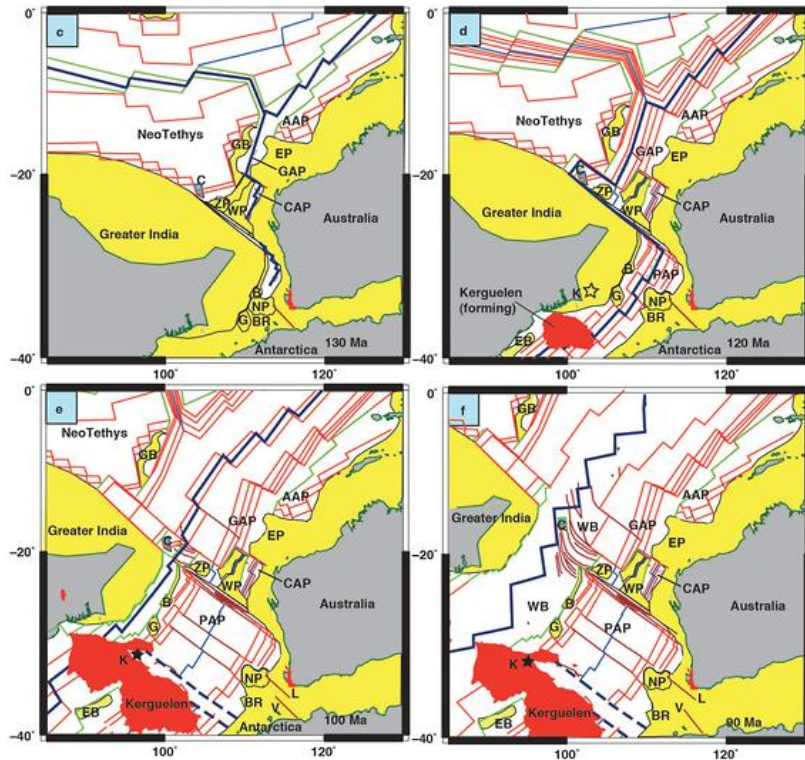 c
0˚
NeoTethys
AAP
GB
EP
GAP
−20˚
C
ZP
WP
CAP
Greater India
Australia
B
NP
G
BR
Antarctica
130 Ma
−40˚
100˚
120˚
d
0˚
NeoTethys
AAP
GB
EP
GAP
−20˚
C
ZP
WP
CAP
Greater India
Australia
B
PAP
K
G
NP
Kerguelen
(forming)
BR
EB
Antarctica
120 Ma
−40˚
100˚
120˚
e
0˚
NeoTethys
GB
AAP
GAP
Greater India
EP
C
−20˚
ZP
WP
CAP
B
Australia
G
PAP
K
NP
L
BR
V
EB
Kerguelen
Antarctica
100 Ma
−40˚
100˚
120˚
f
0˚
GB
AAP
Greater India
GAP
C
WB
EP
−20˚
ZP
WP
CAP
WB
B
Australia
G
PAP
K
NP
L
BR
V
EB
Kerguelen
90 Ma
−40˚
100˚
120˚